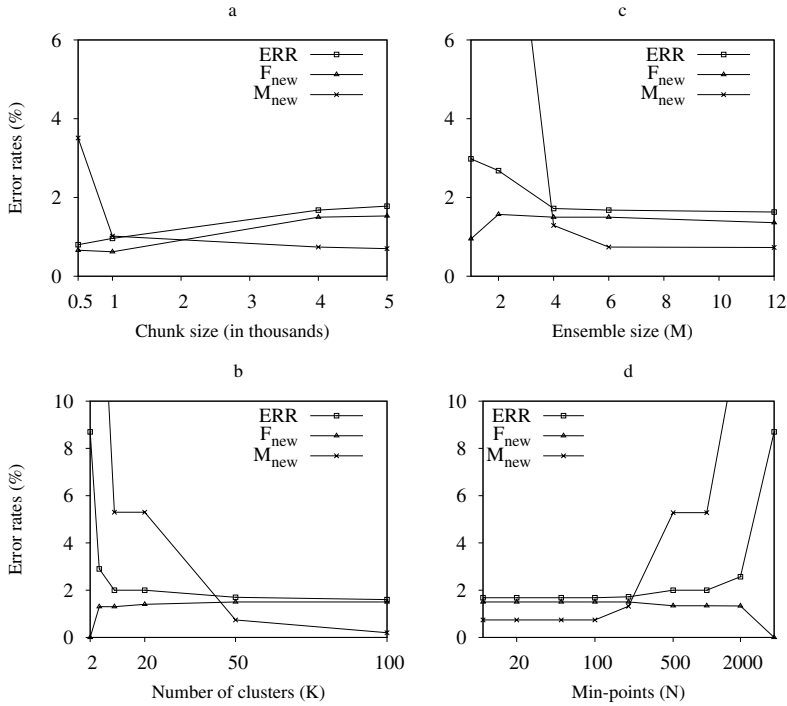 a
6
4
2
0
Error rates (%)
ERR
F_new
M_new
0.5 1 2 3 4 5
Chunk size (in thousands)
c
6
4
2
0
ERR
F_new
M_new
2 4 6 8 10 12
Ensemble size (M)
b
10
8
6
4
2
0
Error rates (%)
ERR
F_new
M_new
2 20 50 100
Number of clusters (K)
d
10
8
6
4
2
0
ERR
F_new
M_new
20 100 500 2000
Min-points (N)